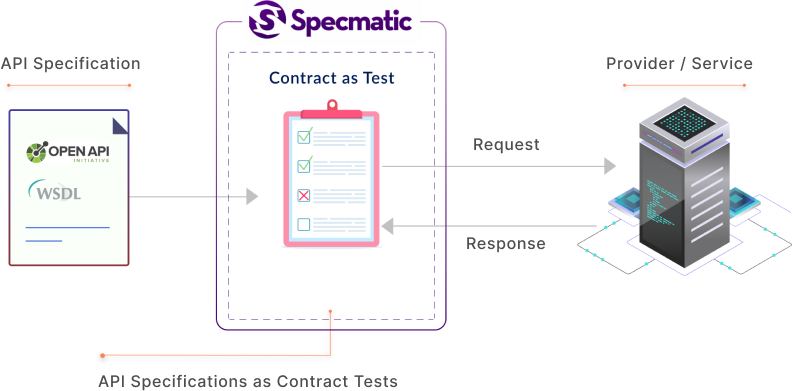 Specmatic
API Specification
Contract as Test
Provider / Service
OPEN API
INITIATIVE
WSDL
Request
Response
API Specifications as Contract Tests